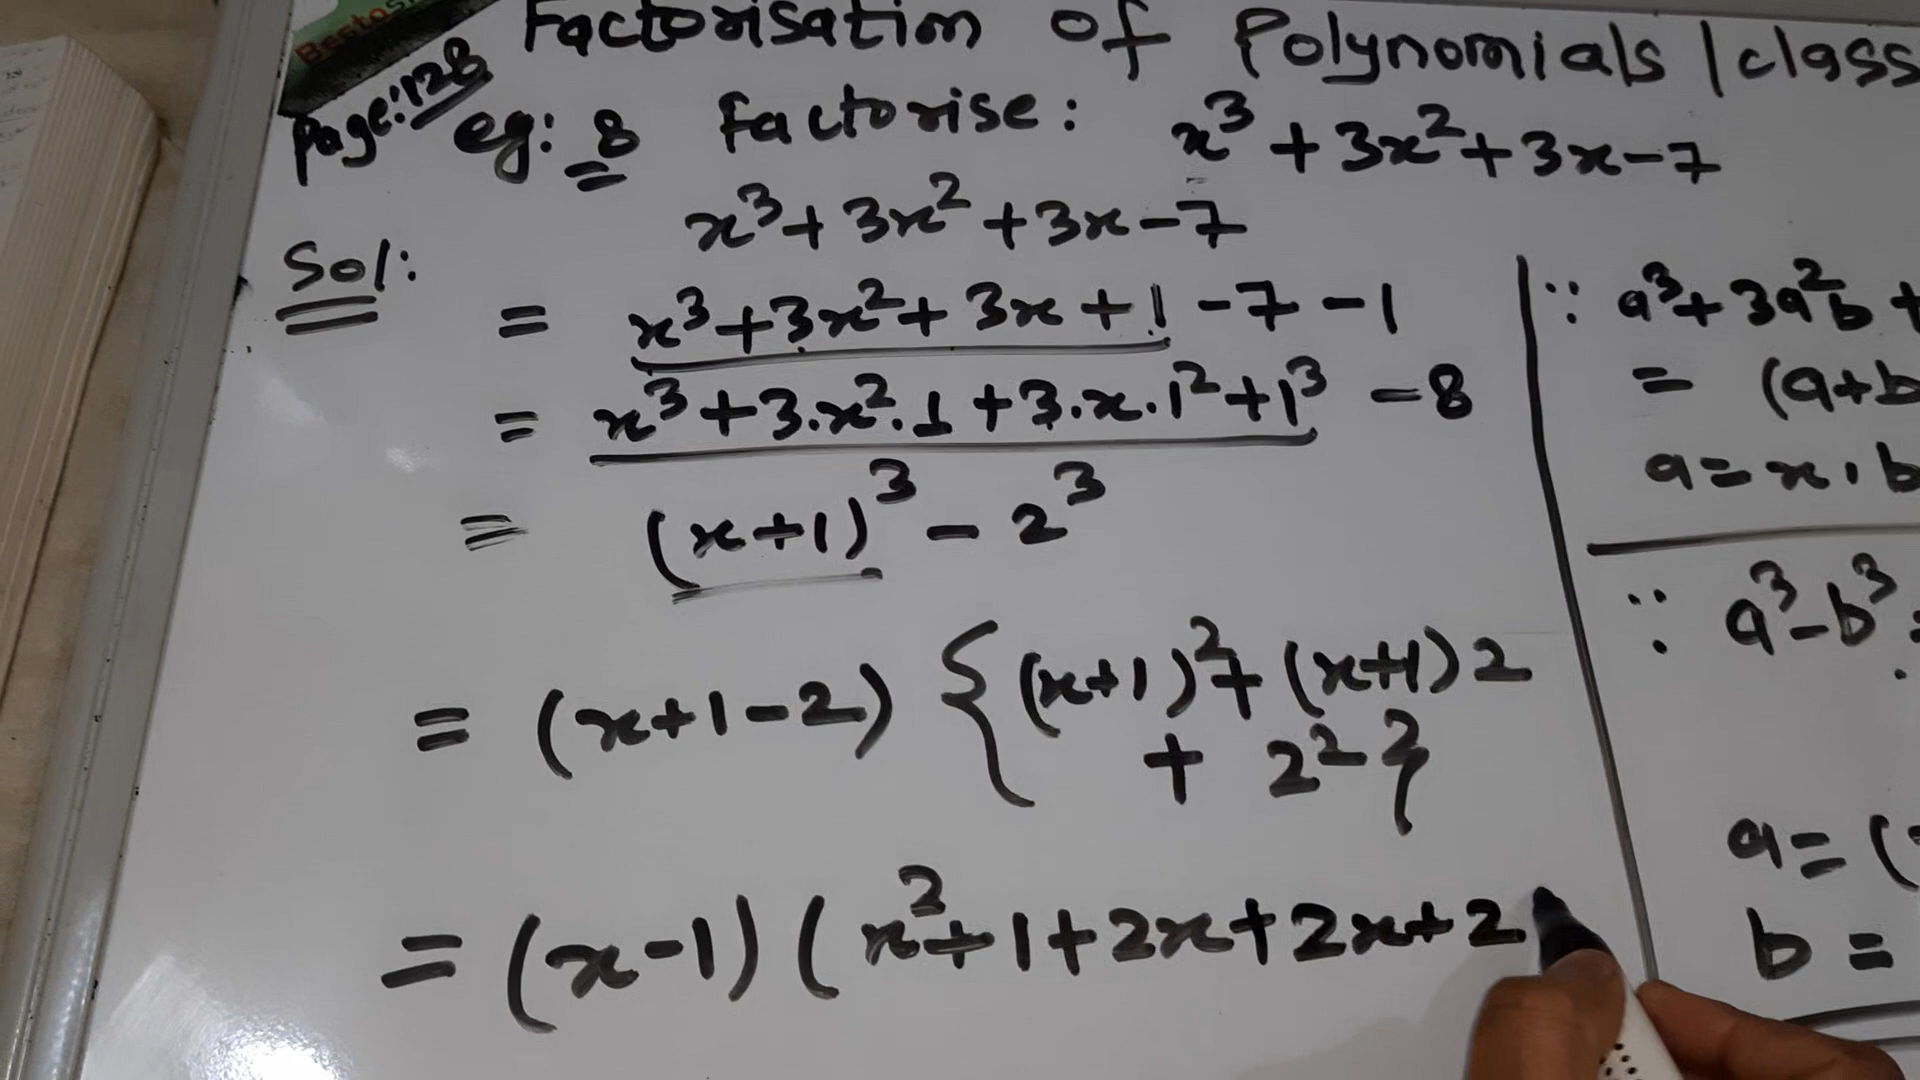 Factorisation of Polynomials / class
Page: 128
eg: 8 Factorise: x³ + 3x² + 3x - 7
Sol:
x³ + 3x² + 3x - 7
= x³ + 3x² + 3x + 1 - 7 - 1
= x³ + 3.x².1 + 3.x.1² + 1³ - 8
= (x+1)³ - 2³
= (x+1-2) {(x+1)² + (x+1)2
+ 2²}
= (x-1) (x² + 1 + 2x + 2x + 2
∵ a³ + 3a²b +
= (a+b
a = x, b
∵ a³ - b³ =
a = (
b =